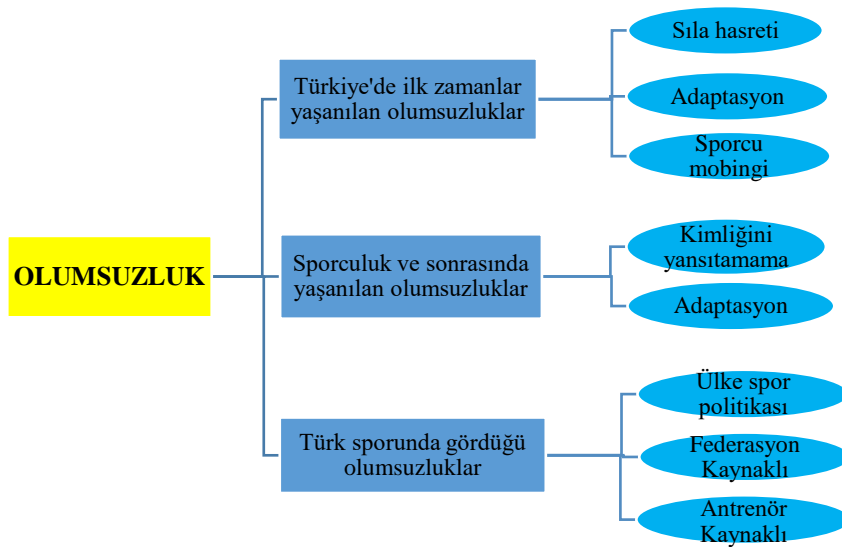 OLUMSUZLUK
Türkiye'de ilk zamanlar
yaşanılan olumsuzluklar
Sıla hasreti
Adaptasyon
Sporcu
mobingi
Sporculuk ve sonrasında
yaşanılan olumsuzluklar
Kimliğini
yansıtamama
Adaptasyon
Türk sporunda gördüğü
olumsuzluklar
Ülke spor
politikası
Federasyon
Kaynaklı
Antrenör
Kaynaklı